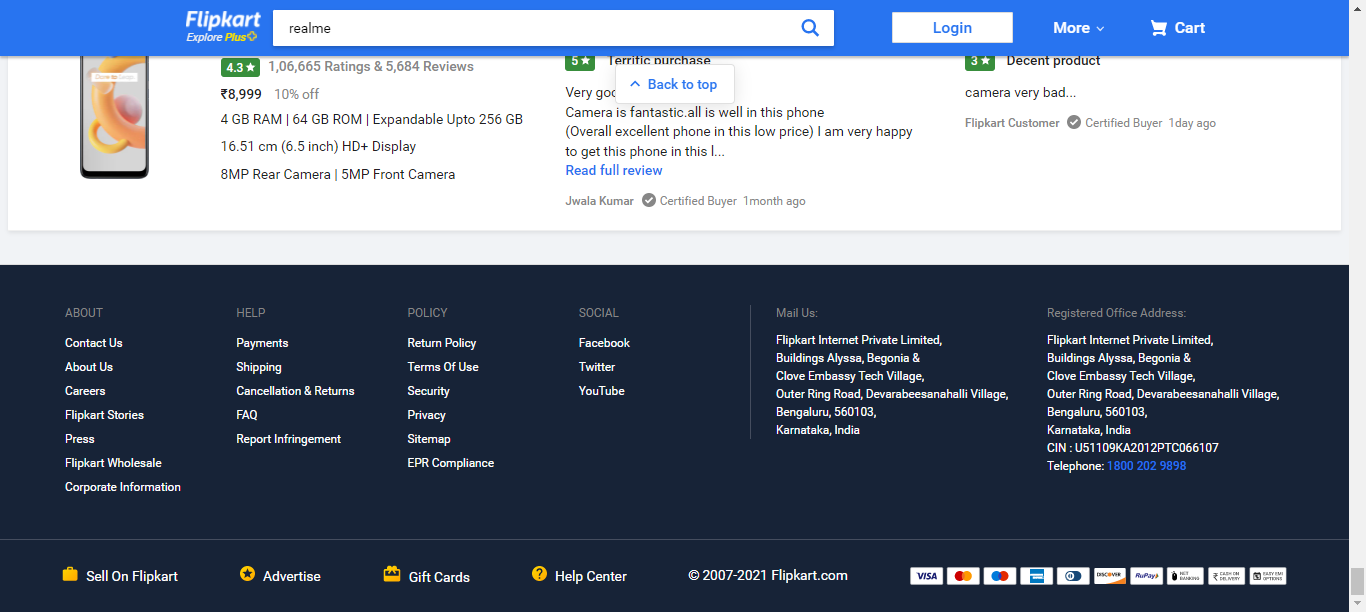 Flipkart
Explore Plus
realme
Login
More
Cart
4.3★ 1,06,665 Ratings & 5,684 Reviews
₹8,999 10% off
4 GB RAM | 64 GB ROM | Expandable Upto 256 GB
16.51 cm (6.5 inch) HD+ Display
8MP Rear Camera | 5MP Front Camera
5★ Terrific purchase
Back to top
Very goo
Camera is fantastic.all is well in this phone
(Overall excellent phone in this low price) I am very happy
to get this phone in this l...
Read full review
Jwala Kumar Certified Buyer 1month ago
3★ Decent product
camera very bad...
Flipkart Customer Certified Buyer 1day ago
ABOUT
Contact Us
About Us
Careers
Flipkart Stories
Press
Flipkart Wholesale
Corporate Information
HELP
Payments
Shipping
Cancellation & Returns
FAQ
Report Infringement
POLICY
Return Policy
Terms Of Use
Security
Privacy
Sitemap
EPR Compliance
SOCIAL
Facebook
Twitter
YouTube
Mail Us:
Flipkart Internet Private Limited,
Buildings Alyssa, Begonia &
Clove Embassy Tech Village,
Outer Ring Road, Devarabeesanahalli Village,
Bengaluru, 560103,
Karnataka, India
Registered Office Address:
Flipkart Internet Private Limited,
Buildings Alyssa, Begonia &
Clove Embassy Tech Village,
Outer Ring Road, Devarabeesanahalli Village,
Bengaluru, 560103,
Karnataka, India
CIN : U51109KA2012PTC066107
Telephone: 1800 202 9898
Sell On Flipkart
Advertise
Gift Cards
Help Center
© 2007-2021 Flipkart.com
VISA
DISCOVER
RuPay
NET BANKING
CASH ON DELIVERY
EASY EMI OPTIONS